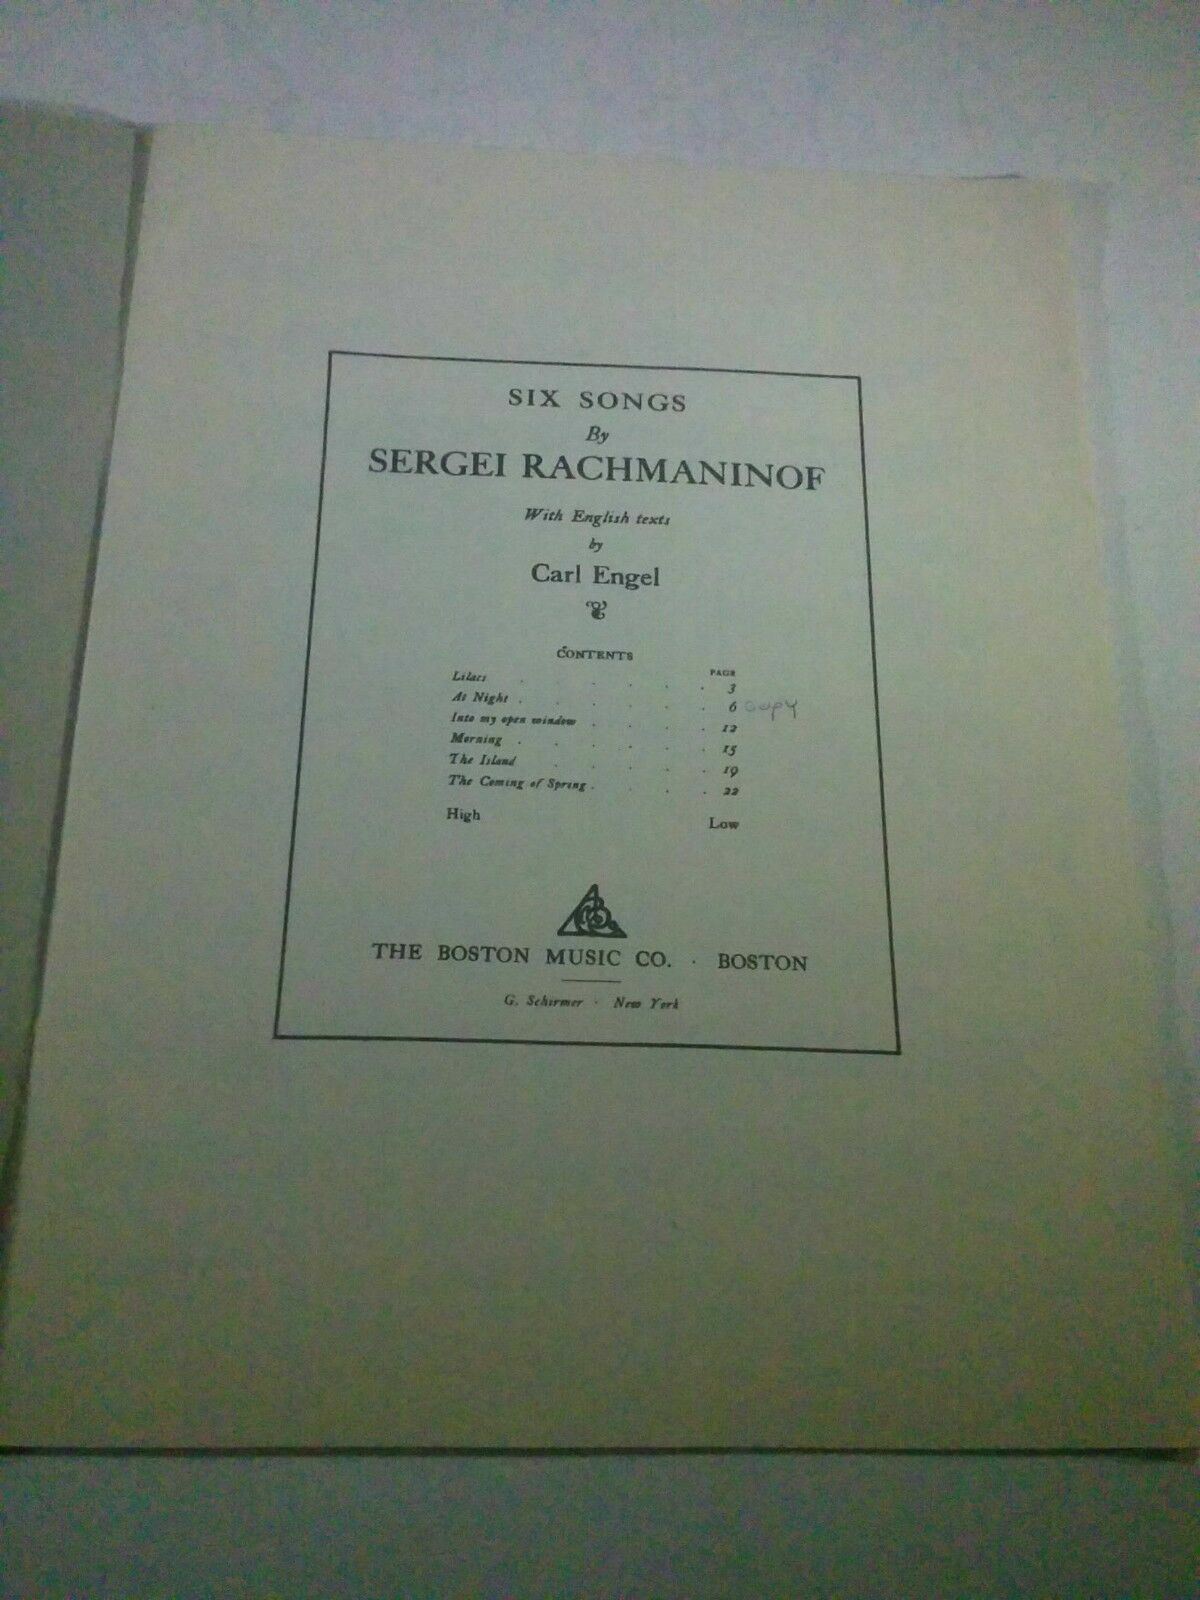 SIX SONGS
By
SERGEI RACHMANINOF
With English texts
by
Carl Engel
CONTENTS
PAGE
Lilacs . . . . . 3
At Night . . . . . . 6 copy
Into my open window . . . . 12
Morning . . . . . . 15
The Island . . . . . 19
The Coming of Spring . . . . 22
High Low
THE BOSTON MUSIC CO. · BOSTON
G. Schirmer · New York